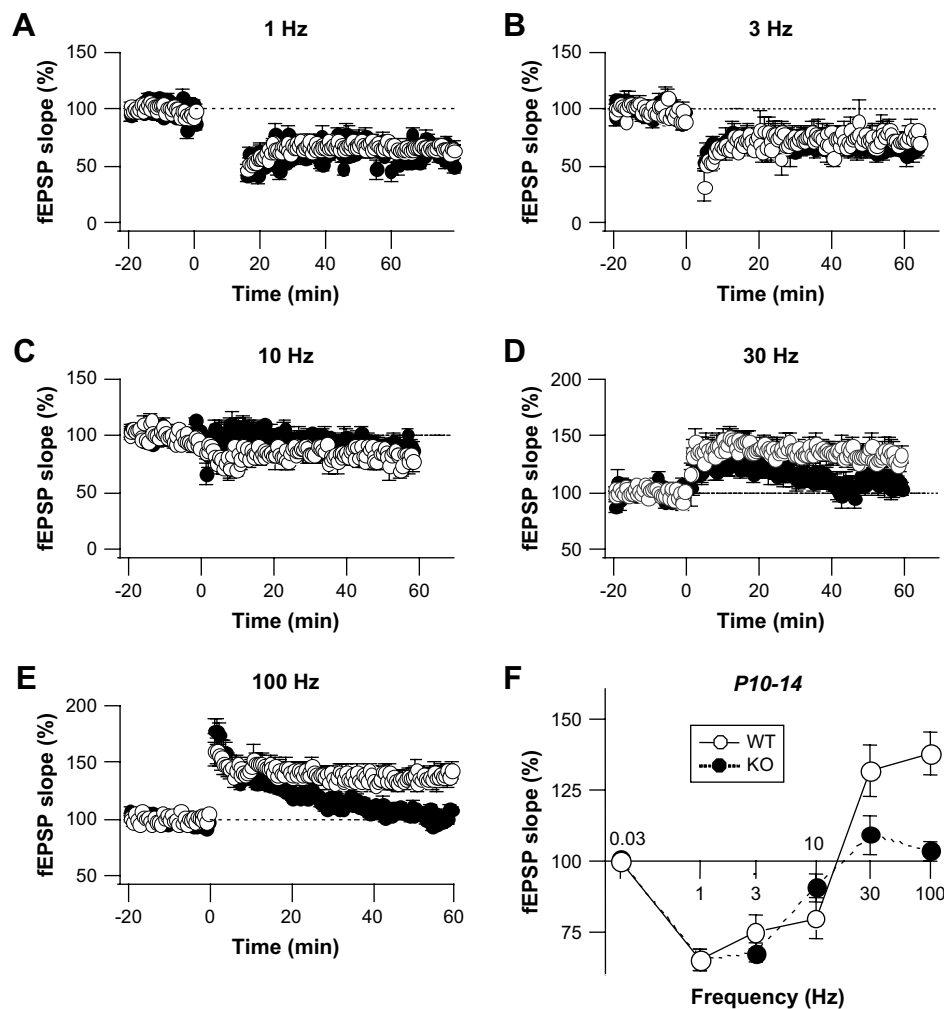 A
1 Hz
fEPSP slope (%)
150
100
50
0
-20 0 20 40 60
Time (min)
B
3 Hz
fEPSP slope (%)
150
100
50
0
-20 0 20 40 60
Time (min)
C
10 Hz
fEPSP slope (%)
150
100
50
0
-20 0 20 40 60
Time (min)
D
30 Hz
fEPSP slope (%)
200
150
100
50
-20 0 20 40 60
Time (min)
E
100 Hz
fEPSP slope (%)
200
150
100
50
-20 0 20 40 60
Time (min)
F
P10-14
fEPSP slope (%)
150
125
100
75
WT
KO
0.03 10
1 3 30 100
Frequency (Hz)